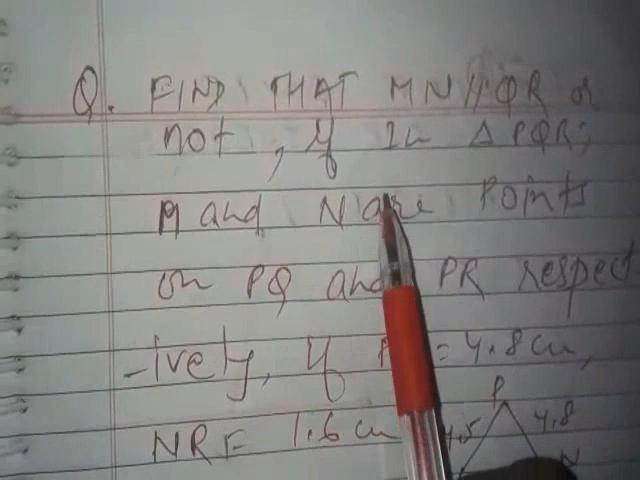 Q. FIND THAT MN || QR or
not, if In △PQR;
M and N are Points
on PQ and PR respect
-ively, if P = 4.8 cm,
NR = 1.6 cm
P
4.5 4.8
N